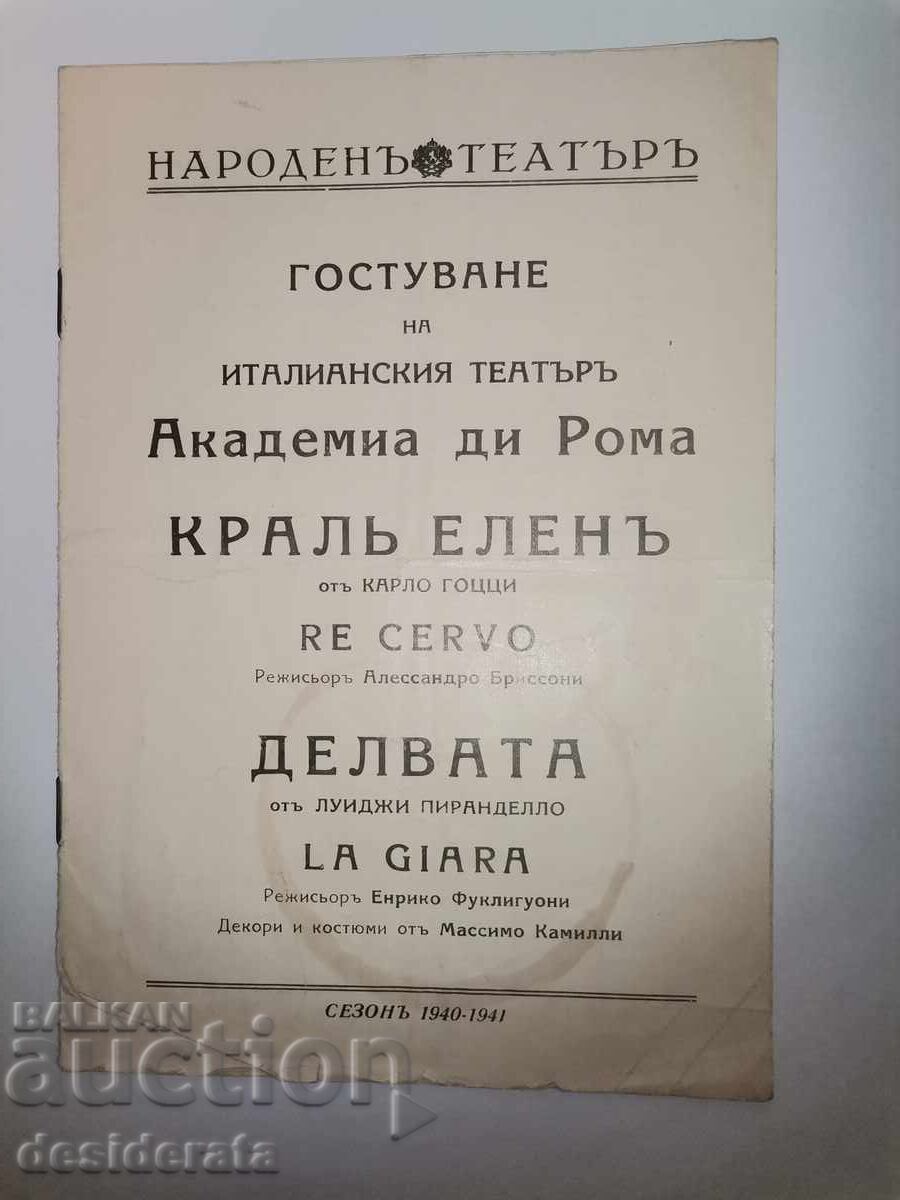 НАРОДЕНЪ ТЕАТЪРЪ
ГОСТУВАНЕ
НА
ИТАЛИАНСКИЯ ТЕАТЪРЪ
Академиа ди Рома
КРАЛЬ ЕЛЕНЪ
отъ КАРЛО ГОЦЦИ
RE CERVO
Режисьоръ Алессандро Бриссони
ДЕЛВАТА
отъ ЛУИДЖИ ПИРАНДЕЛЛО
LA GIARA
Режисьоръ Енрико Фуклигуони
Декори и костюми отъ Массимо Камилли
СЕЗОНЪ 1940-1941
BALKAN
auction
desiderata